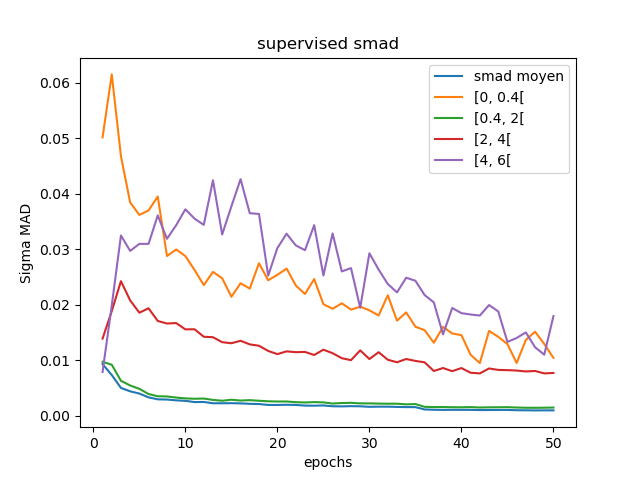 supervised smad
smad moyen
[0, 0.4[
[0.4, 2[
[2, 4[
[4, 6[
Sigma MAD
0.06
0.05
0.04
0.03
0.02
0.01
0.00
0 10 20 30 40 50
epochs